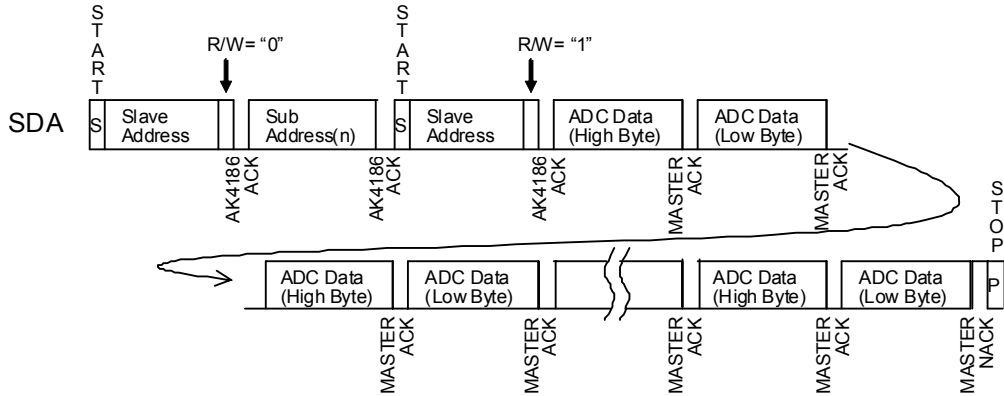 START
START
R/W= “0”
R/W= “1”
SDA
S
Slave
Address
Sub
Address(n)
S
Slave
Address
ADC Data
(High Byte)
ADC Data
(Low Byte)
AK4186
ACK
AK4186
ACK
AK4186
ACK
MASTER
ACK
MASTER
ACK
STOP
ADC Data
(High Byte)
ADC Data
(Low Byte)
ADC Data
(High Byte)
ADC Data
(Low Byte)
P
MASTER
ACK
MASTER
ACK
MASTER
ACK
MASTER
ACK
MASTER
NACK